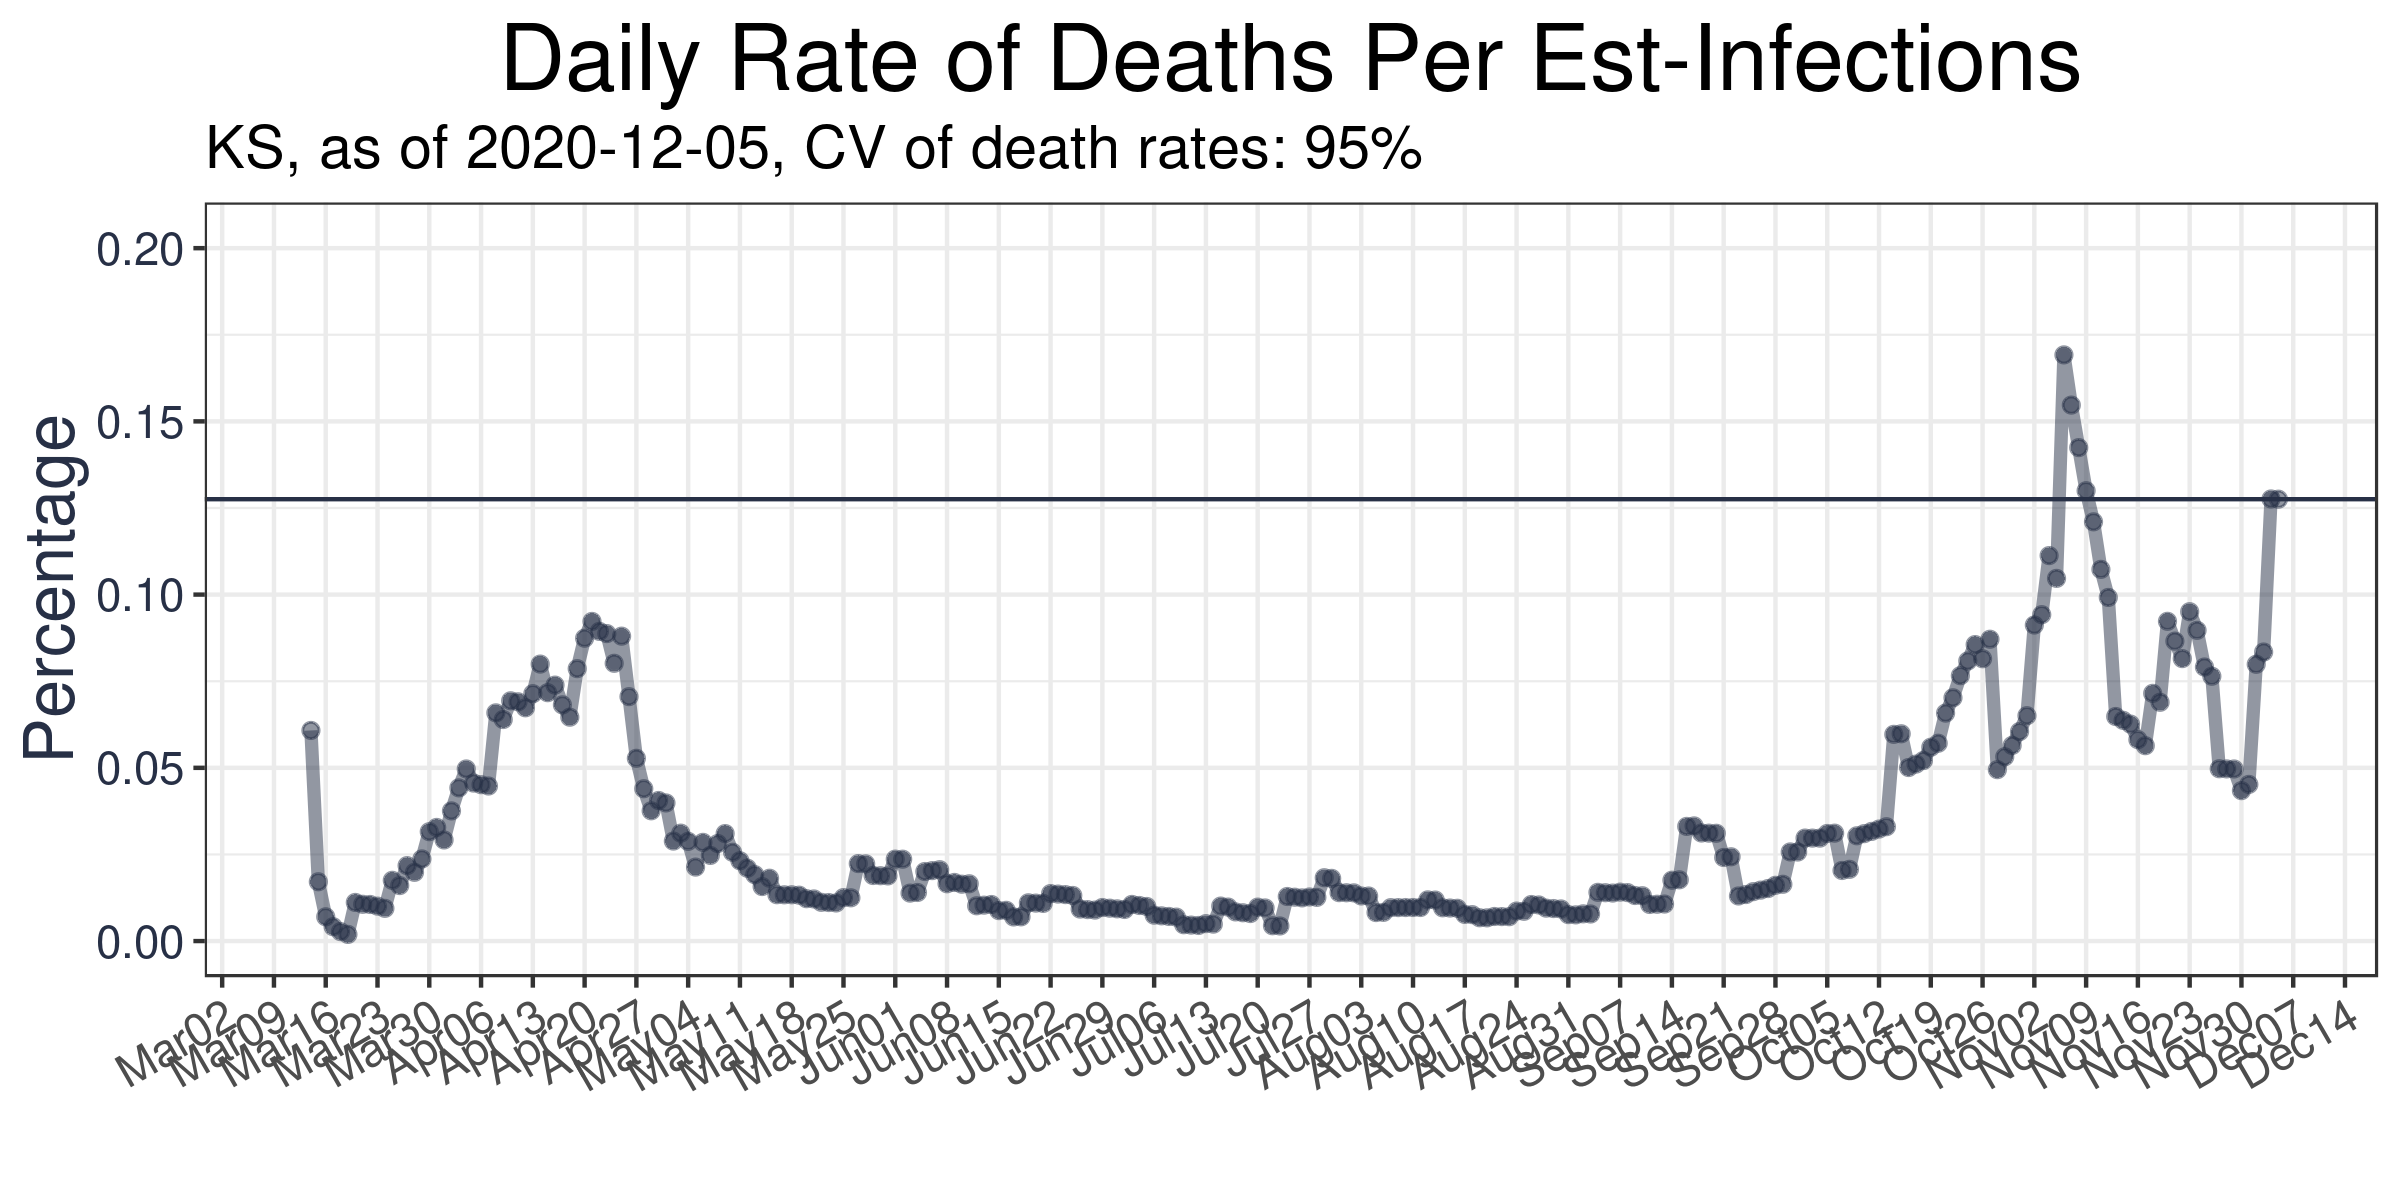 Daily Rate of Deaths Per Est-Infections
KS, as of 2020-12-05, CV of death rates: 95%
Percentage
0.20
0.15
0.10
0.05
0.00
Mar02
Mar09
Mar16
Mar23
Mar30
Apr06
Apr13
Apr20
Apr27
May04
May11
May18
May25
Jun01
Jun08
Jun15
Jun22
Jun29
Jul06
Jul13
Jul20
Jul27
Aug03
Aug10
Aug17
Aug24
Aug31
Sep07
Sep14
Sep21
Sep28
Oct05
Oct12
Oct19
Oct26
Nov02
Nov09
Nov16
Nov23
Nov30
Dec07
Dec14